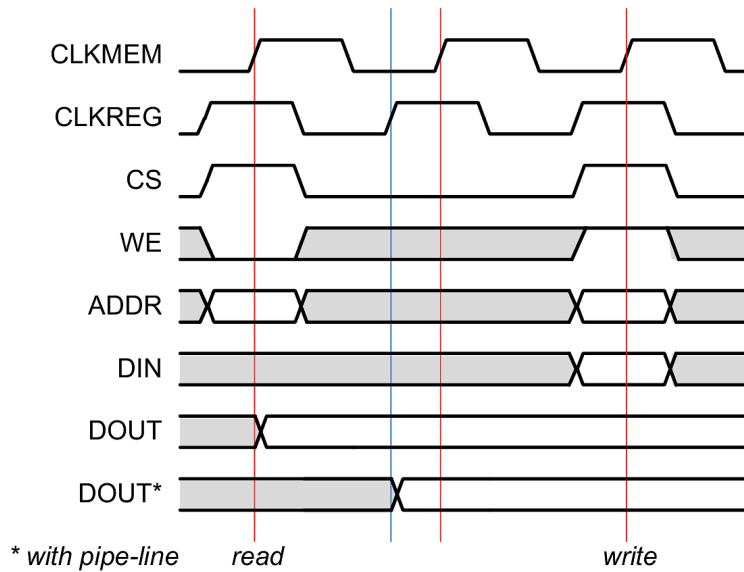 CLKMEM
CLKREG
CS
WE
ADDR
DIN
DOUT
DOUT*
* with pipe-line read write